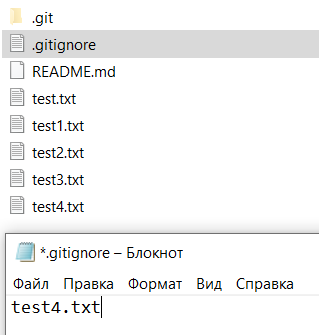 .git
.gitignore
README.md
test.txt
test1.txt
test2.txt
test3.txt
test4.txt
*.gitignore – Блокнот
Файл Правка Формат Вид Справка
test4.txt